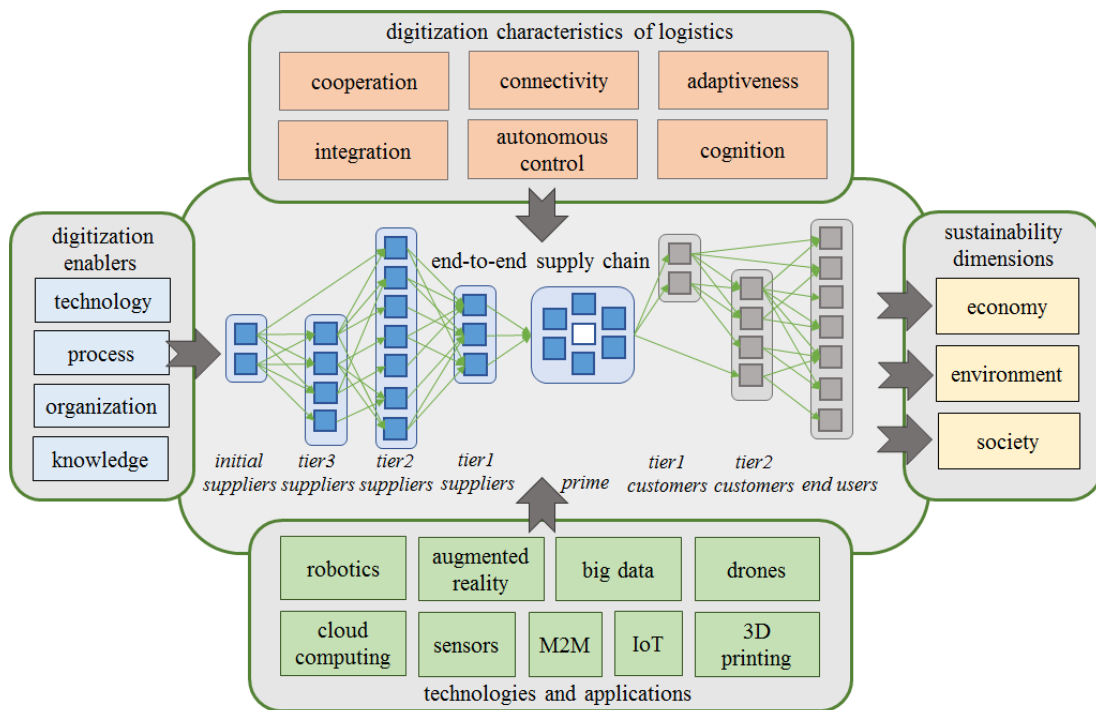 digitization characteristics of logistics
cooperation
connectivity
adaptiveness
integration
autonomous
control
cognition
digitization
enablers
technology
process
organization
knowledge
end-to-end supply chain
initial
suppliers
tier3
suppliers
tier2
suppliers
tier1
suppliers
prime
tier1
customers
tier2
customers
end users
sustainability
dimensions
economy
environment
society
robotics
augmented
reality
big data
drones
cloud
computing
sensors
M2M
IoT
3D
printing
technologies and applications